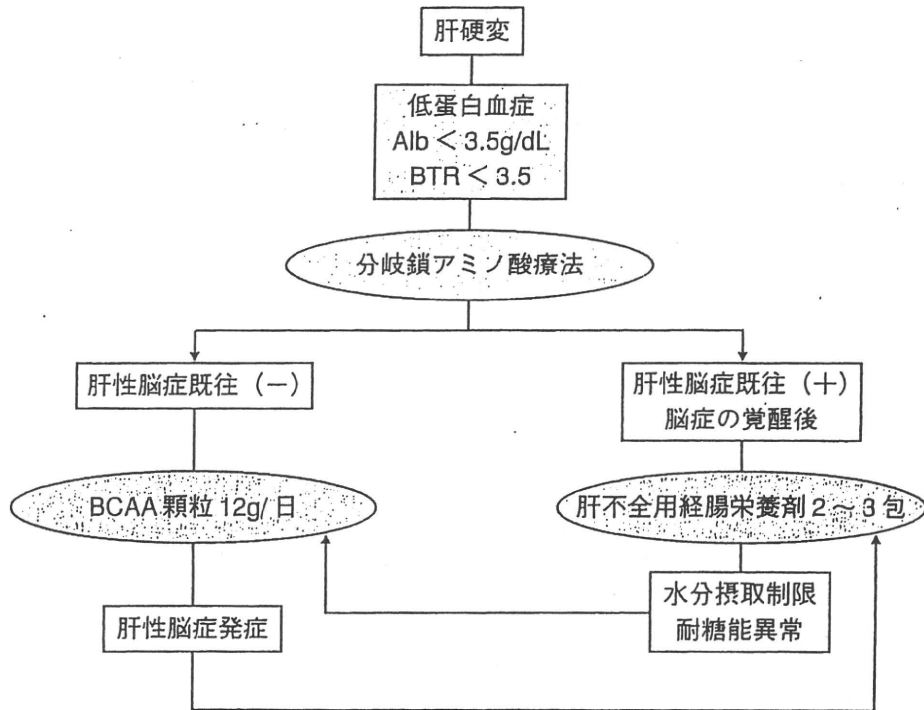 肝硬変
低蛋白血症
Alb < 3.5g/dL
BTR < 3.5
分岐鎖アミノ酸療法
肝性脳症既往（−）
肝性脳症既往（＋）
脳症の覚醒後
BCAA 顆粒 12g/ 日
肝不全用経腸栄養剤 2 〜 3 包
肝性脳症発症
水分摂取制限
耐糖能異常